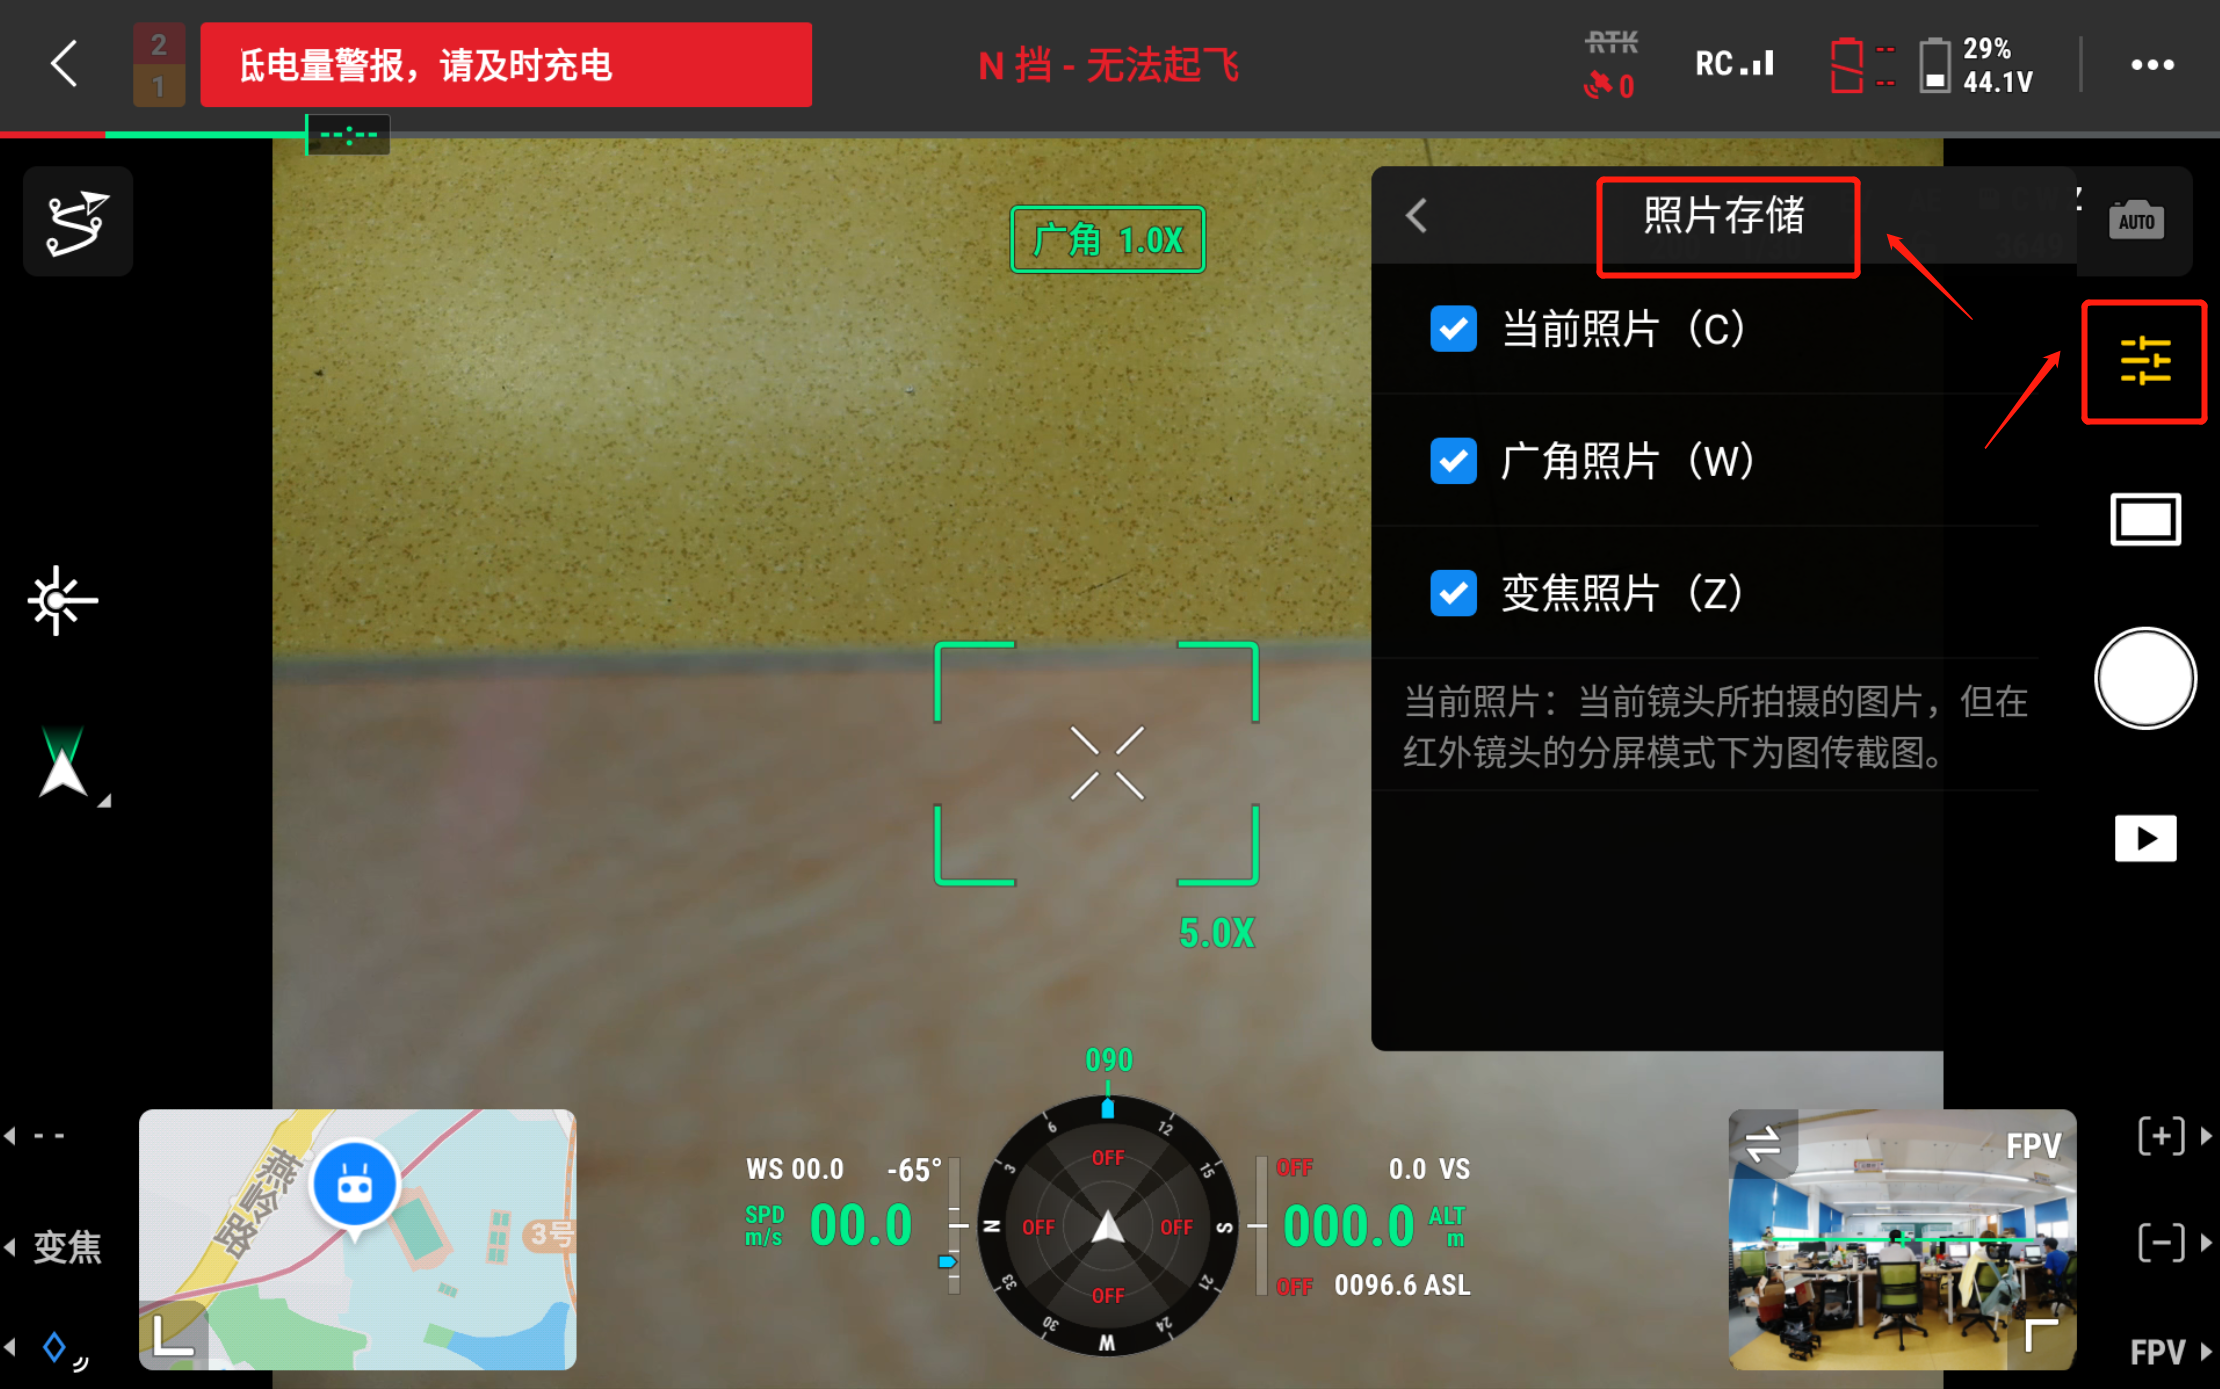 2
1
低电量警报，请及时充电
N 挡 - 无法起飞
RTK
0
RC
--
--
29%
44.1V
--:--
广角 1.0X
照片存储
AUTO
当前照片（C）
广角照片（W）
变焦照片（Z）
当前照片：当前镜头所拍摄的图片，但在
红外镜头的分屏模式下为图传截图。
5.0X
090
WS 00.0
-65°
SPD
m/s
00.0
N
3
6
12
15
S
21
24
W
30
33
OFF
OFF
OFF
OFF
OFF
0.0 VS
000.0
ALT
m
OFF
0096.6 ASL
--
变焦
燕岭路
3号
FPV
[+]
[-]
FPV